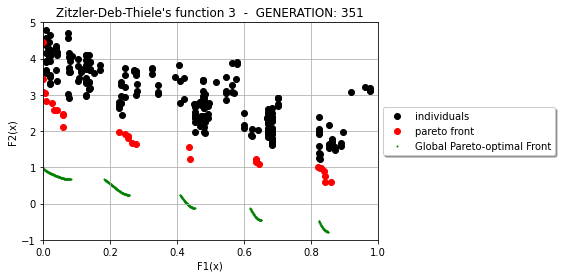 Zitzler-Deb-Thiele's function 3 - GENERATION: 351
5
4
3
2
1
0
−1
F2(x)
0.0 0.2 0.4 0.6 0.8 1.0
F1(x)
individuals
pareto front
Global Pareto-optimal Front